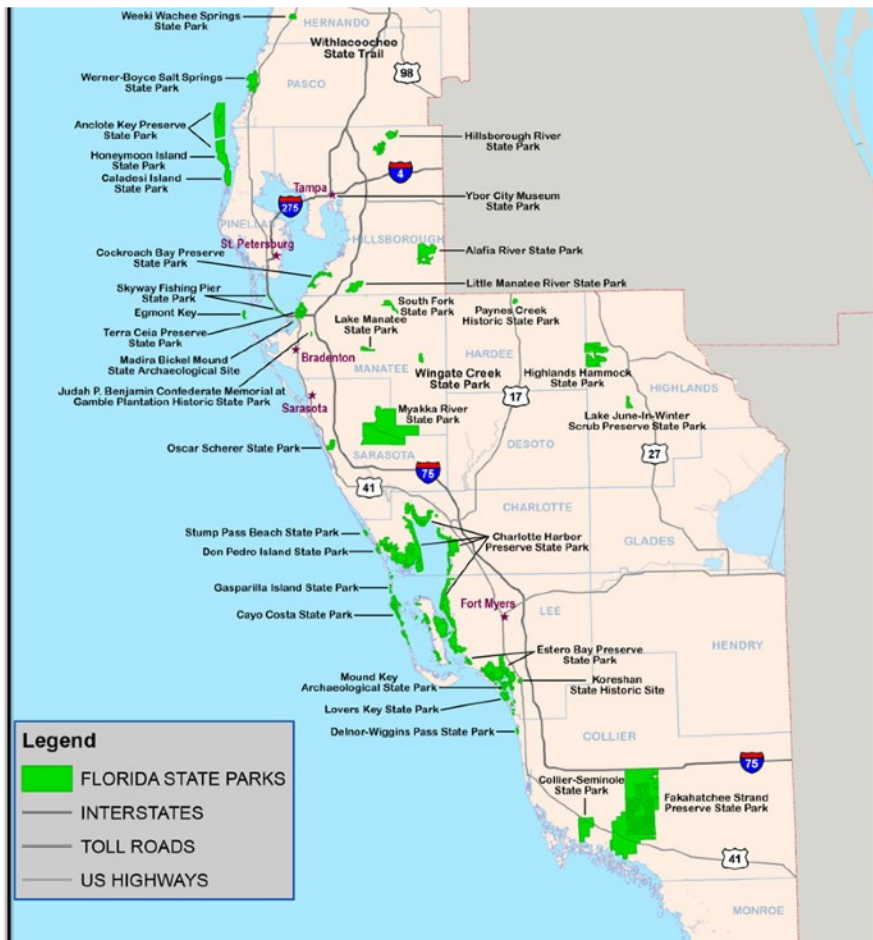 Weeki Wachee Springs
State Park
HERNANDO
Withlacoochee
State Trail
98
Werner-Boyce Salt Springs
State Park
PASCO
Anclote Key Preserve
State Park
Hillsborough River
State Park
Honeymoon Island
State Park
Caladesi Island
State Park
4
Tampa
Ybor City Museum
State Park
275
PINELLAS
St. Petersburg
HILLSBOROUGH
Alafia River State Park
Cockroach Bay Preserve
State Park
Little Manatee River State Park
Skyway Fishing Pier
State Park
South Fork
State Park
Paynes Creek
Historic State Park
Egmont Key
Lake Manatee
State Park
Terra Ceia Preserve
State Park
HARDEE
Madira Bickel Mound
State Archaeological Site
Bradenton
MANATEE
Wingate Creek
State Park
Highlands Hammock
State Park
HIGHLANDS
Judah P. Benjamin Confederate Memorial at
Gamble Plantation Historic State Park
17
Sarasota
Myakka River
State Park
Lake June-In-Winter
Scrub Preserve State Park
DESOTO
Oscar Scherer State Park
SARASOTA
27
75
41
CHARLOTTE
Stump Pass Beach State Park
Charlotte Harbor
Preserve State Park
GLADES
Don Pedro Island State Park
Gasparilla Island State Park
Fort Myers
LEE
Cayo Costa State Park
HENDRY
Estero Bay Preserve
State Park
Mound Key
Archaeological State Park
Koreshan
State Historic Site
Lovers Key State Park
Delnor-Wiggins Pass State Park
COLLIER
75
Collier-Seminole
State Park
Fakahatchee Strand
Preserve State Park
41
MONROE
Legend
FLORIDA STATE PARKS
INTERSTATES
TOLL ROADS
US HIGHWAYS